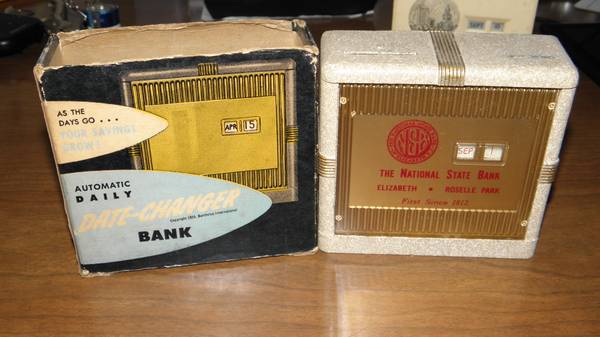 AS THE
DAYS GO...
YOUR SAVINGS
GROW!
APR 15
AUTOMATIC
DAILY
DATE-CHANGER
BANK
NSB
SEP 1
THE NATIONAL STATE BANK
ELIZABETH • ROSELLE PARK
First Since 1812